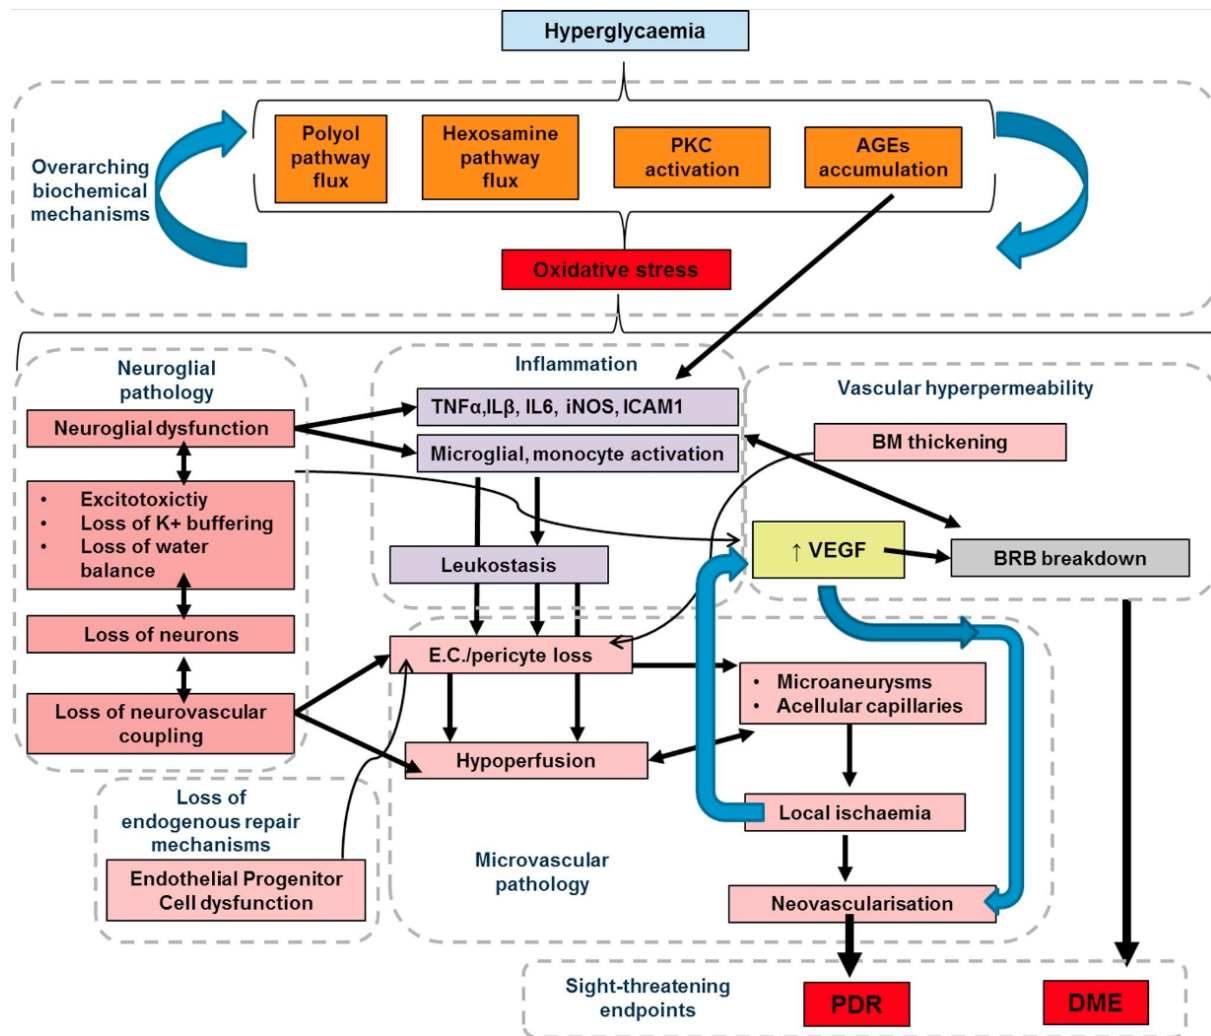 Hyperglycaemia
Overarching
biochemical
mechanisms
Polyol
pathway
flux
Hexosamine
pathway
flux
PKC
activation
AGEs
accumulation
Oxidative stress
Neuroglial
pathology
Neuroglial dysfunction
• Excitotoxictiy
• Loss of K+ buffering
• Loss of water
balance
Loss of neurons
Loss of neurovascular
coupling
Inflammation
TNFα,ILβ, IL6, iNOS, ICAM1
Microglial, monocyte activation
Leukostasis
Vascular hyperpermeability
BM thickening
↑ VEGF
BRB breakdown
E.C./pericyte loss
Hypoperfusion
• Microaneurysms
• Acellular capillaries
Local ischaemia
Neovascularisation
Microvascular
pathology
Loss of
endogenous repair
mechanisms
Endothelial Progenitor
Cell dysfunction
Sight-threatening
endpoints
PDR
DME